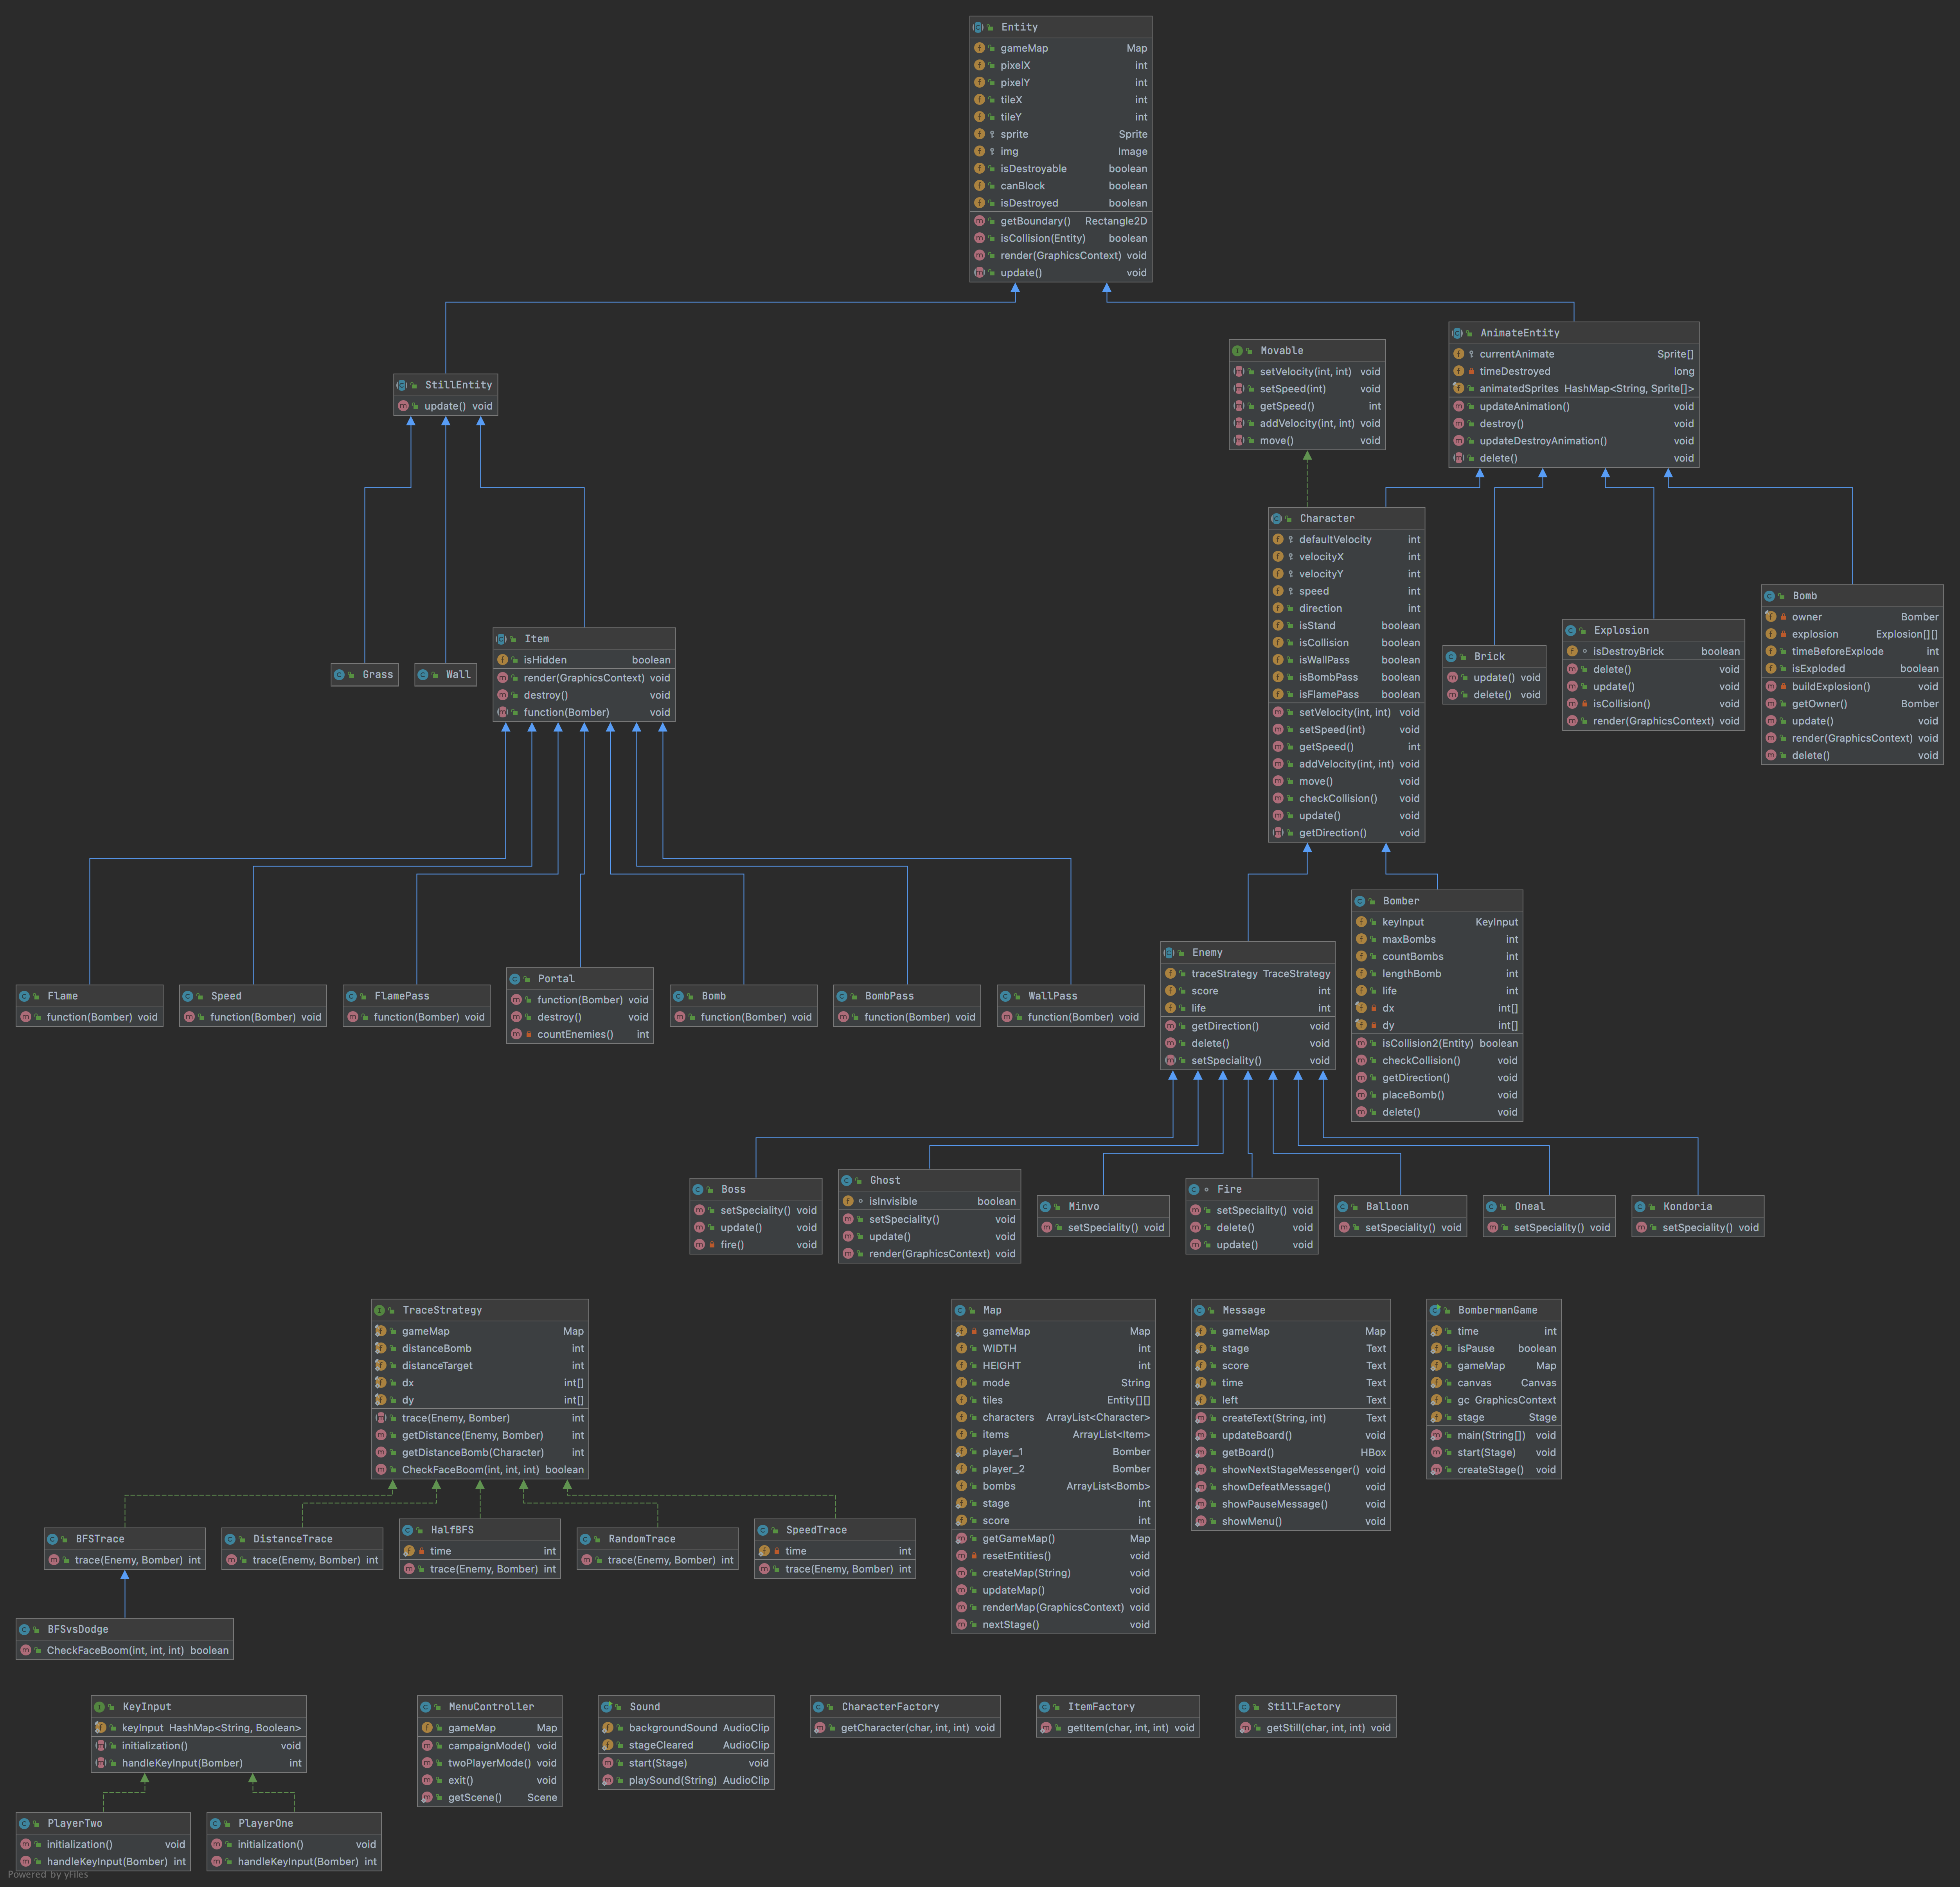 Entity
gameMap Map
pixelX int
pixelY int
tileX int
tileY int
sprite Sprite
img Image
isDestroyable boolean
canBlock boolean
isDestroyed boolean
getBoundary() Rectangle2D
isCollision(Entity) boolean
render(GraphicsContext) void
update() void
AnimateEntity
currentAnimate Sprite[]
timeDestroyed long
animatedSprites HashMap<String, Sprite[]>
updateAnimation() void
destroy() void
updateDestroyAnimation() void
delete() void
Movable
setVelocity(int, int) void
setSpeed(int) void
getSpeed() int
addVelocity(int, int) void
move() void
StillEntity
update() void
Character
defaultVelocity int
velocityX int
velocityY int
speed int
direction int
isStand boolean
isCollision boolean
isWallPass boolean
isBombPass boolean
isFlamePass boolean
setVelocity(int, int) void
setSpeed(int) void
getSpeed() int
addVelocity(int, int) void
move() void
checkCollision() void
update() void
getDirection() void
Bomb
owner Bomber
explosion Explosion[][]
timeBeforeExplode int
isExploded boolean
buildExplosion() void
getOwner() Bomber
update() void
render(GraphicsContext) void
delete() void
Explosion
isDestroyBrick boolean
delete() void
update() void
isCollision() void
render(GraphicsContext) void
Brick
update() void
delete() void
Item
isHidden boolean
render(GraphicsContext) void
destroy() void
function(Bomber) void
Grass
Wall
Bomber
keyInput KeyInput
maxBombs int
countBombs int
lengthBomb int
life int
dx int[]
dy int[]
isCollision2(Entity) boolean
checkCollision() void
getDirection() void
placeBomb() void
delete() void
Enemy
traceStrategy TraceStrategy
score int
life int
getDirection() void
delete() void
setSpeciality() void
Flame
function(Bomber) void
Speed
function(Bomber) void
FlamePass
function(Bomber) void
Portal
function(Bomber) void
destroy() void
countEnemies() int
Bomb
function(Bomber) void
BombPass
function(Bomber) void
WallPass
function(Bomber) void
Boss
setSpeciality() void
update() void
fire() void
Ghost
isInvisible boolean
setSpeciality() void
update() void
render(GraphicsContext) void
Minvo
setSpeciality() void
Fire
setSpeciality() void
delete() void
update() void
Balloon
setSpeciality() void
Oneal
setSpeciality() void
Kondoria
setSpeciality() void
TraceStrategy
gameMap Map
distanceBomb int
distanceTarget int
dx int[]
dy int[]
trace(Enemy, Bomber) int
getDistance(Enemy, Bomber) int
getDistanceBomb(Character) int
CheckFaceBoom(int, int, int) boolean
Map
gameMap Map
WIDTH int
HEIGHT int
mode String
tiles Entity[][]
characters ArrayList<Character>
items ArrayList<Item>
player_1 Bomber
player_2 Bomber
bombs ArrayList<Bomb>
stage int
score int
getGameMap() Map
resetEntities() void
createMap(String) void
updateMap() void
renderMap(GraphicsContext) void
nextStage() void
Message
gameMap Map
stage Text
score Text
time Text
left Text
createText(String, int) Text
updateBoard() void
getBoard() HBox
showNextStageMessenger() void
showDefeatMessage() void
showPauseMessage() void
showMenu() void
BombermanGame
time int
isPause boolean
gameMap Map
canvas Canvas
gc GraphicsContext
stage Stage
main(String[]) void
start(Stage) void
createStage() void
BFSTrace
trace(Enemy, Bomber) int
DistanceTrace
trace(Enemy, Bomber) int
HalfBFS
time int
trace(Enemy, Bomber) int
RandomTrace
trace(Enemy, Bomber) int
SpeedTrace
time int
trace(Enemy, Bomber) int
BFSvsDodge
CheckFaceBoom(int, int, int) boolean
KeyInput
keyInput HashMap<String, Boolean>
initialization() void
handleKeyInput(Bomber) int
MenuController
gameMap Map
campaignMode() void
twoPlayerMode() void
exit() void
getScene() Scene
Sound
backgroundSound AudioClip
stageCleared AudioClip
start(Stage) void
playSound(String) AudioClip
CharacterFactory
getCharacter(char, int, int) void
ItemFactory
getItem(char, int, int) void
StillFactory
getStill(char, int, int) void
PlayerTwo
initialization() void
handleKeyInput(Bomber) int
PlayerOne
initialization() void
handleKeyInput(Bomber) int
Powered by yFiles